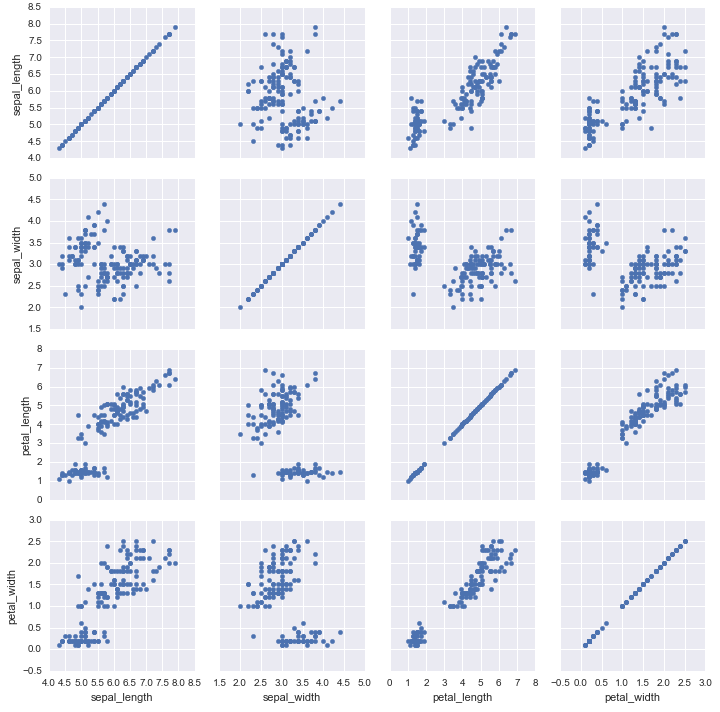 8.5
8.0
7.5
7.0
6.5
6.0
5.5
5.0
4.5
4.0
sepal_length
5.0
4.5
4.0
3.5
3.0
2.5
2.0
1.5
sepal_width
8
7
6
5
4
3
2
1
0
petal_length
3.0
2.5
2.0
1.5
1.0
0.5
0.0
−0.5
petal_width
4.0 4.5 5.0 5.5 6.0 6.5 7.0 7.5 8.0 8.5
sepal_length
1.5 2.0 2.5 3.0 3.5 4.0 4.5 5.0
sepal_width
0 1 2 3 4 5 6 7 8
petal_length
−0.5 0.0 0.5 1.0 1.5 2.0 2.5 3.0
petal_width